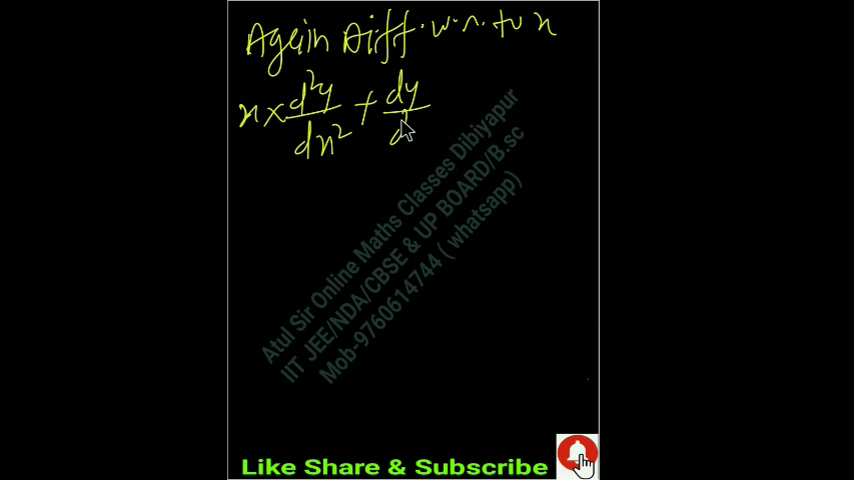 Again Diff. w.r. to x
x × d²y/dx² + dy/d
Atul Sir Online Maths Classes Dibiyapur
IIT JEE/NDA/CBSE & UP BOARD/B.sc
Mob-9760614744 ( whatsapp)
Like Share & Subscribe